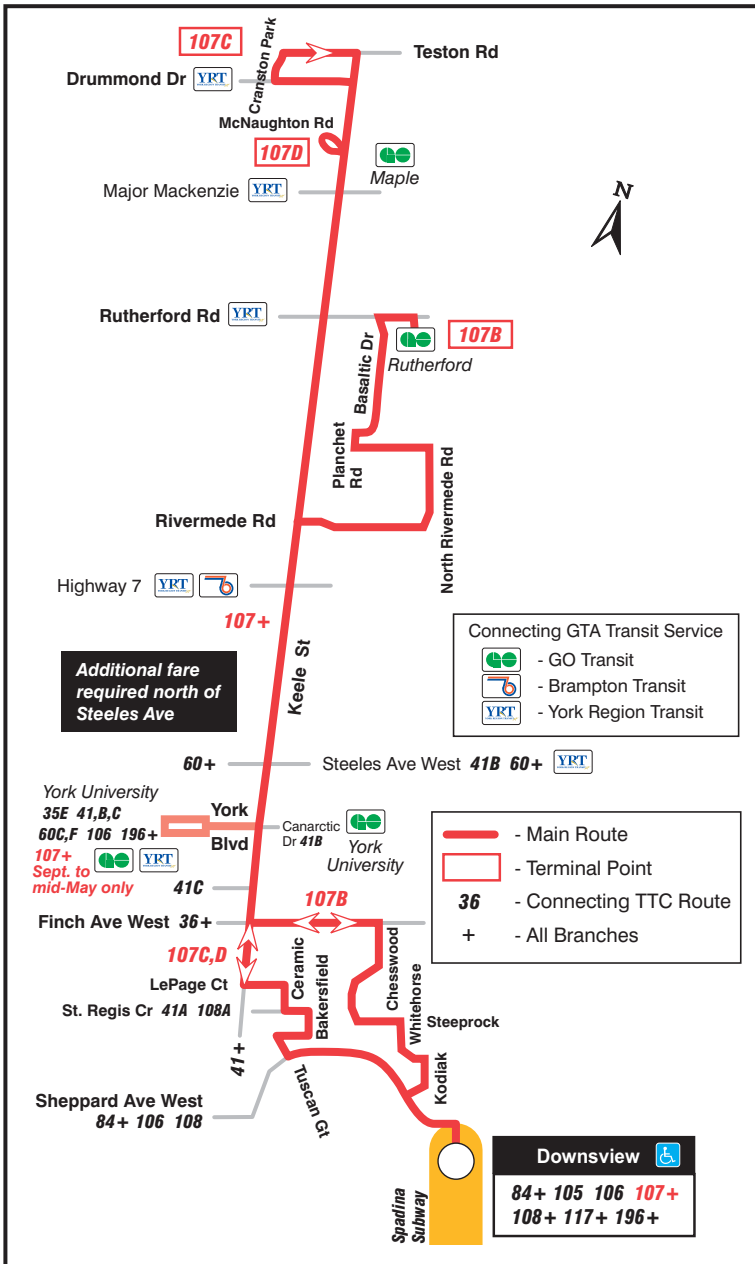 107C
Cranston Park
Teston Rd
Drummond Dr YRT
McNaughton Rd
107D
GO
Maple
Major Mackenzie YRT
N
Rutherford Rd YRT
107B
GO
Rutherford
Basaltic Dr
Planchet
Rd
North Rivermede Rd
Rivermede Rd
Highway 7 YRT
107+
Keele St
Additional fare
required north of
Steeles Ave
Connecting GTA Transit Service
GO - GO Transit
- Brampton Transit
YRT - York Region Transit
60+
Steeles Ave West 41B 60+ YRT
York University
35E 41,B,C
60C,F 106 196+
107+ GO YRT
Sept. to
mid-May only
York
Blvd
Canarctic
Dr 41B
GO
York
University
41C
- Main Route
- Terminal Point
36 - Connecting TTC Route
+ - All Branches
Finch Ave West 36+
107B
107C,D
LePage Ct
Ceramic
Bakersfield
Chesswood
Whitehorse
Steeprock
St. Regis Cr 41A 108A
41+
Kodiak
Tuscan Gt
Sheppard Ave West
84+ 106 108
Spadina
Subway
Downsview
84+ 105 106 107+
108+ 117+ 196+